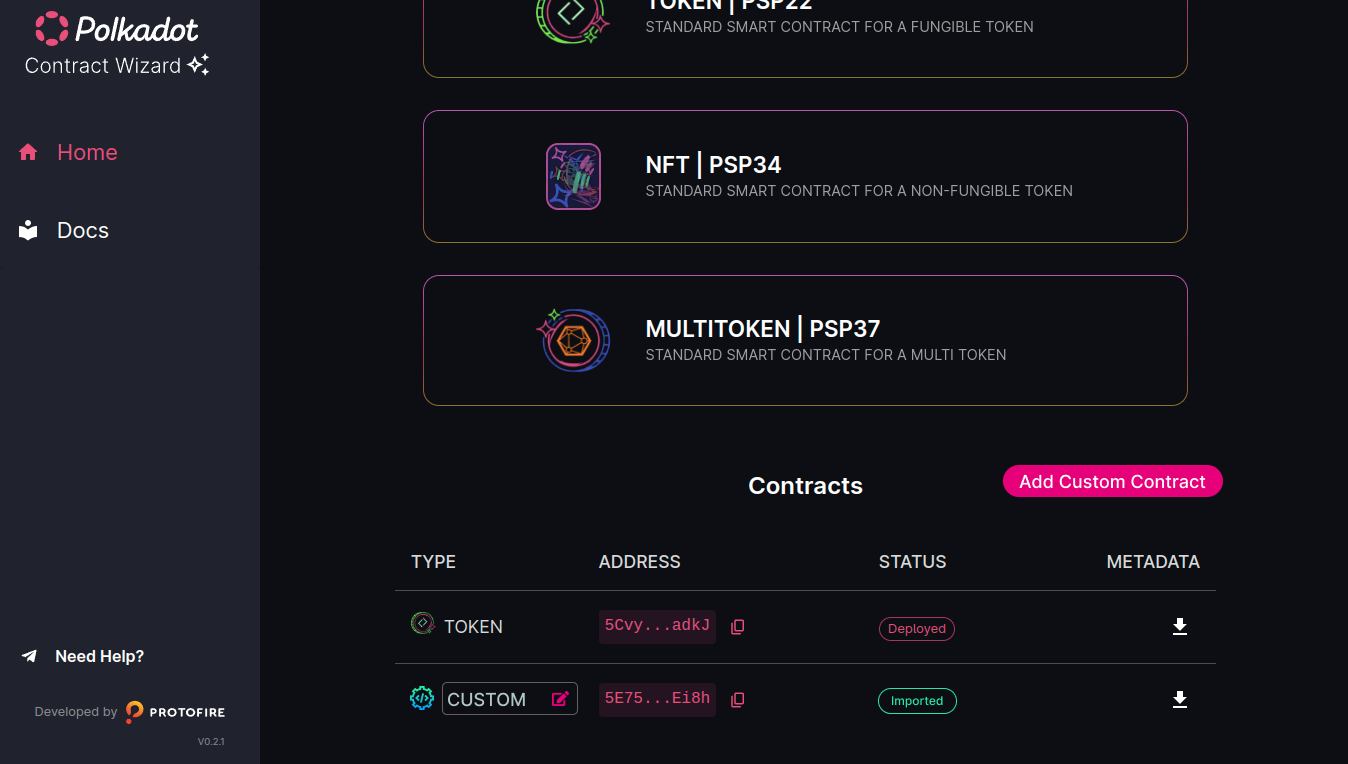 Polkadot
Contract Wizard
Home
Docs
Need Help?
Developed by PROTOFIRE
V0.2.1
TOKEN | PSP22
STANDARD SMART CONTRACT FOR A FUNGIBLE TOKEN
NFT | PSP34
STANDARD SMART CONTRACT FOR A NON-FUNGIBLE TOKEN
MULTITOKEN | PSP37
STANDARD SMART CONTRACT FOR A MULTI TOKEN
Contracts
Add Custom Contract
TYPE ADDRESS STATUS METADATA
TOKEN 5Cvy...adkJ Deployed
CUSTOM 5E75...Ei8h Imported